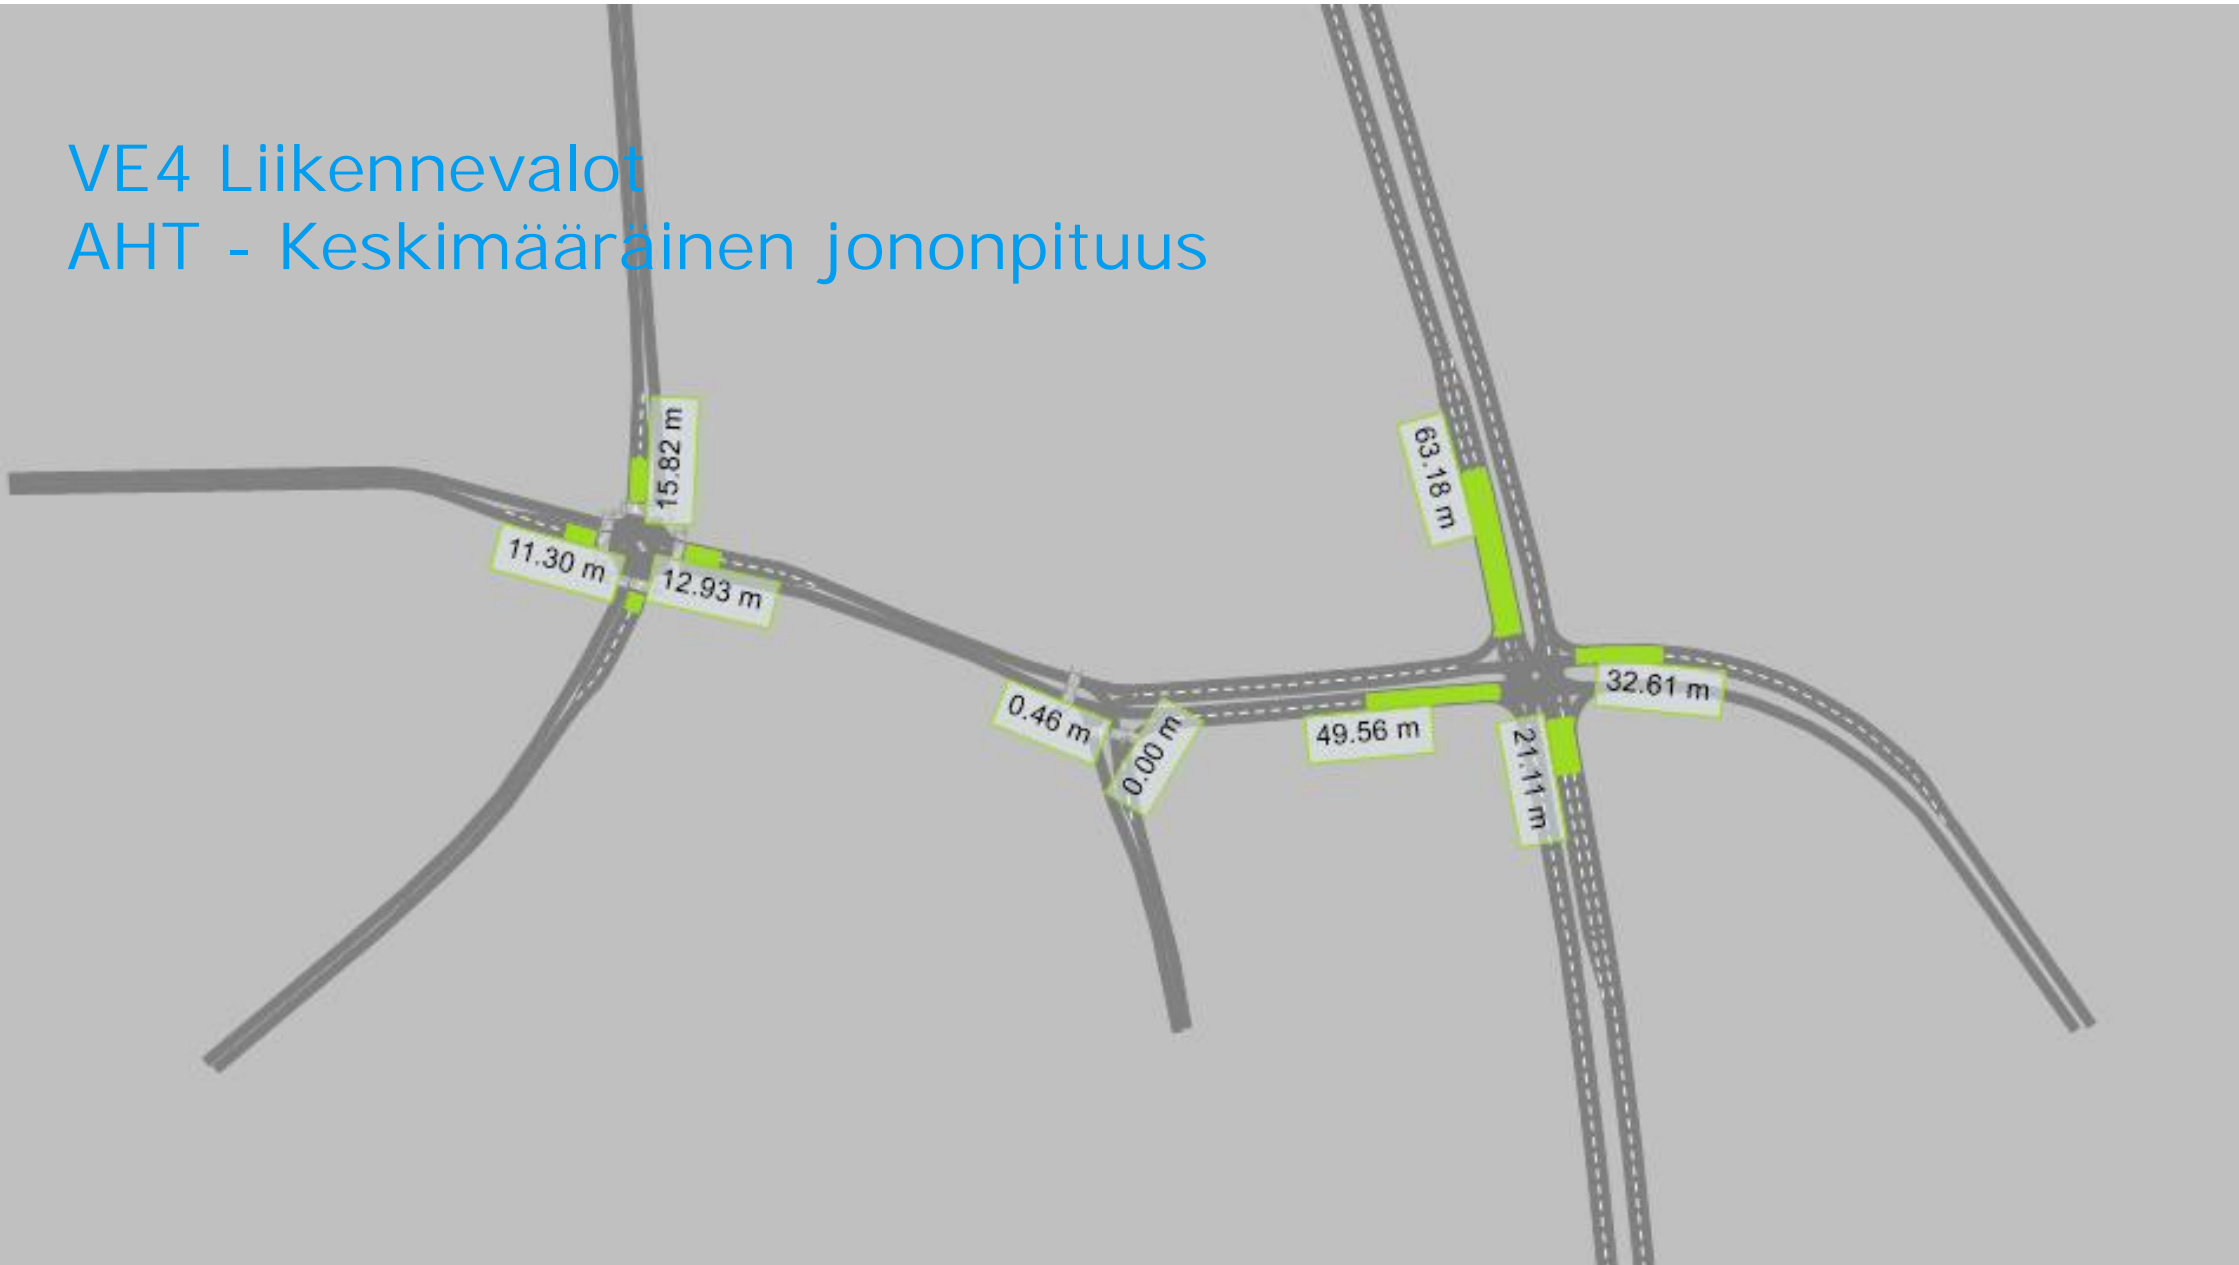 VE4 Liikennevalot
AHT - Keskimääräinen jononpituus
15.82 m
63.18 m
11.30 m
12.93 m
0.46 m
0.00 m
49.56 m
32.61 m
21.11 m